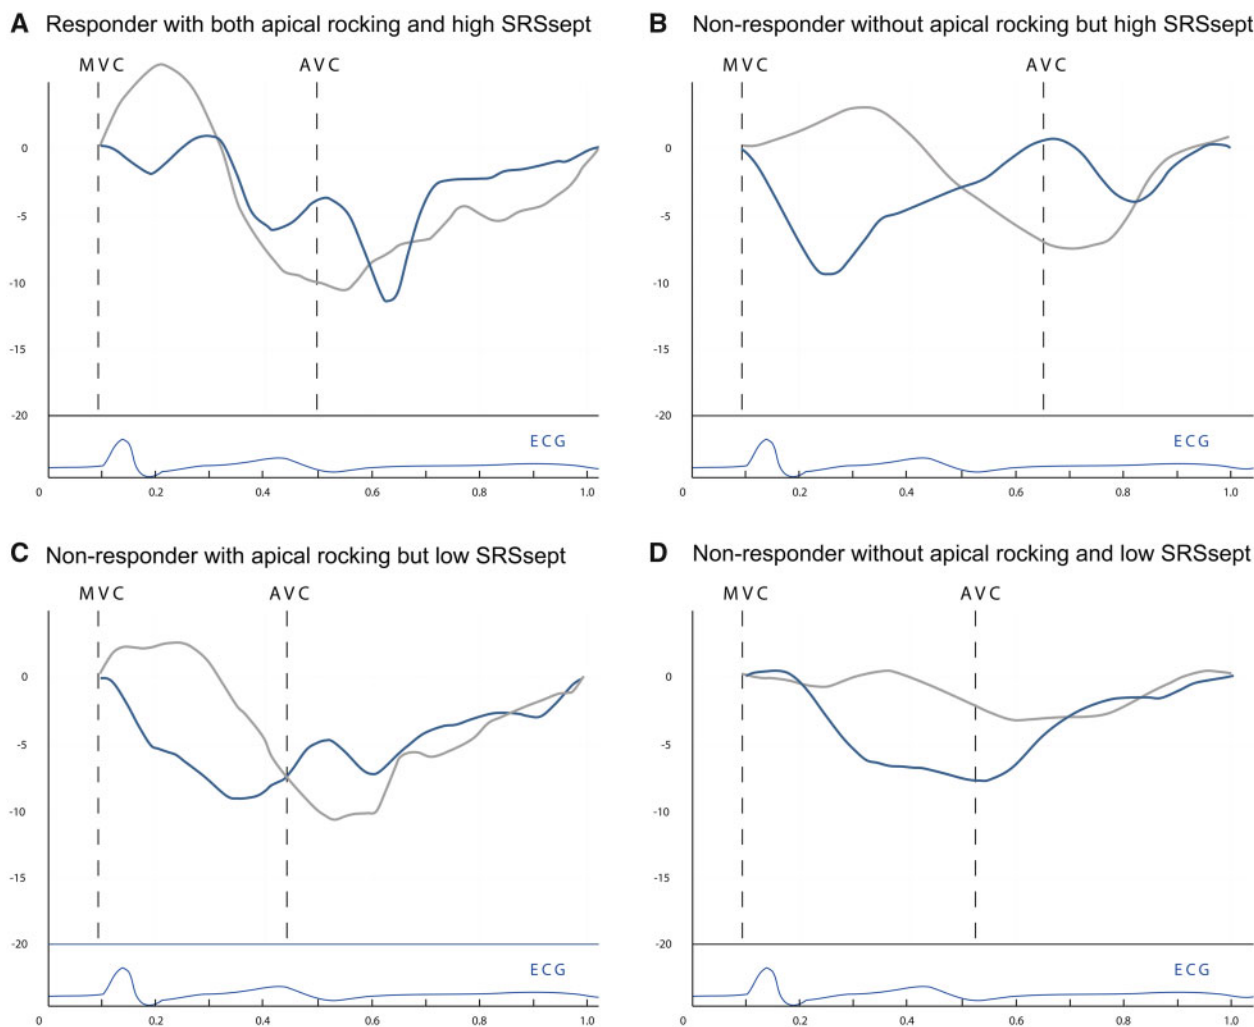 A Responder with both apical rocking and high SRSsept
B Non-responder without apical rocking but high SRSsept
MVC AVC
MVC AVC
0
-5
-10
-15
-20
ECG
0 0.2 0.4 0.6 0.8 1.0
0
-5
-10
-15
-20
ECG
0 0.2 0.4 0.6 0.8 1.0
C Non-responder with apical rocking but low SRSsept
D Non-responder without apical rocking and low SRSsept
MVC AVC
MVC AVC
0
-5
-10
-15
-20
ECG
0 0.2 0.4 0.6 0.8 1.0
0
-5
-10
-15
-20
ECG
0 0.2 0.4 0.6 0.8 1.0